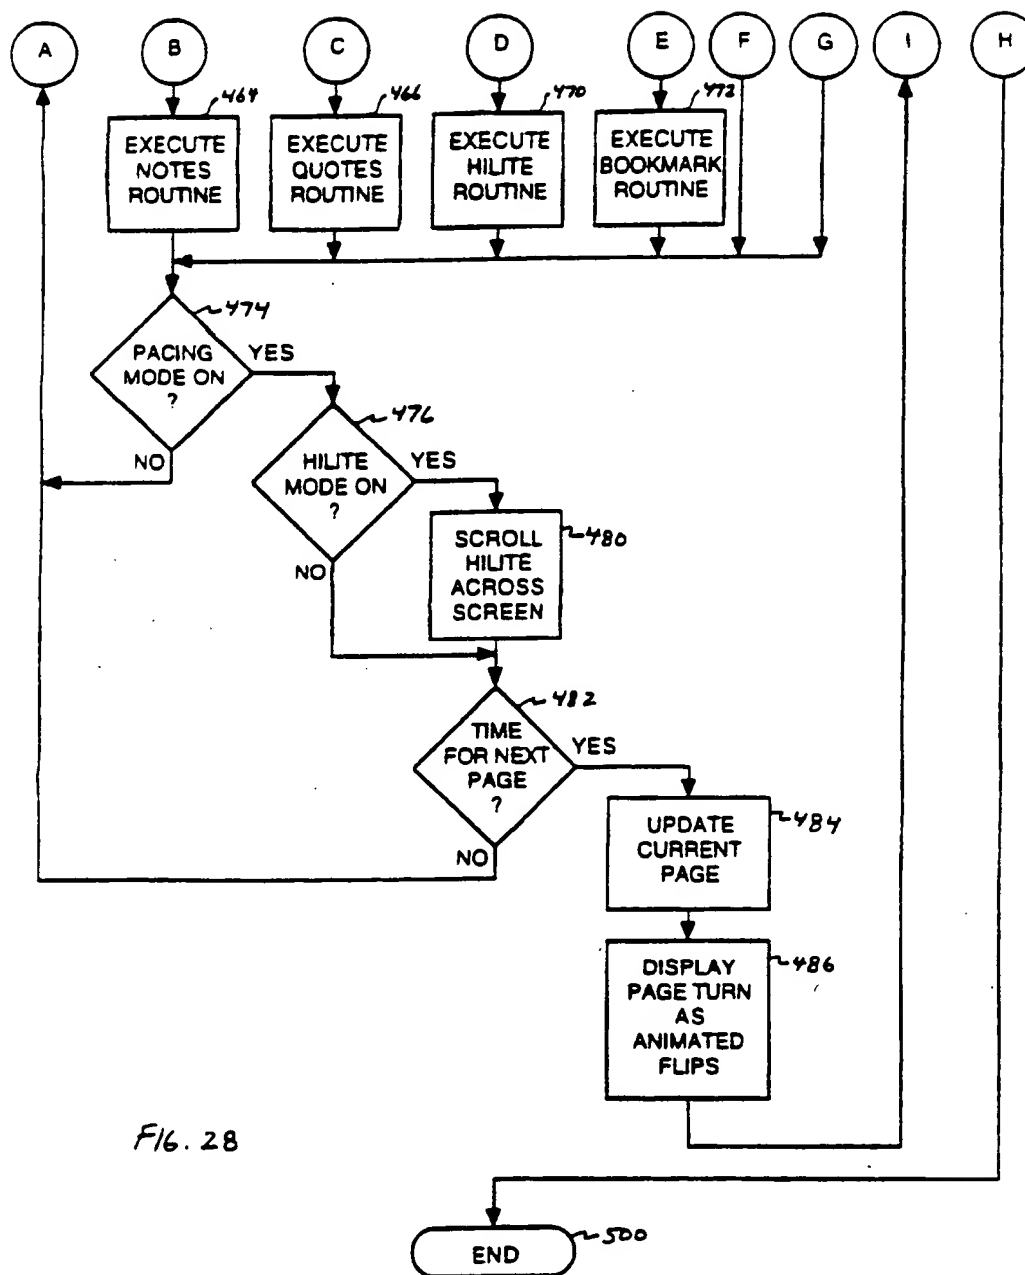 A B C D E F G I H
464 466 470 472
EXECUTE
NOTES
ROUTINE
EXECUTE
QUOTES
ROUTINE
EXECUTE
HILITE
ROUTINE
EXECUTE
BOOKMARK
ROUTINE
474
PACING
MODE ON
?
YES
NO
476
HILITE
MODE ON
?
YES
NO
480
SCROLL
HILITE
ACROSS
SCREEN
482
TIME
FOR NEXT
PAGE
?
YES
NO
484
UPDATE
CURRENT
PAGE
486
DISPLAY
PAGE TURN
AS
ANIMATED
FLIPS
FIG. 28
500
END